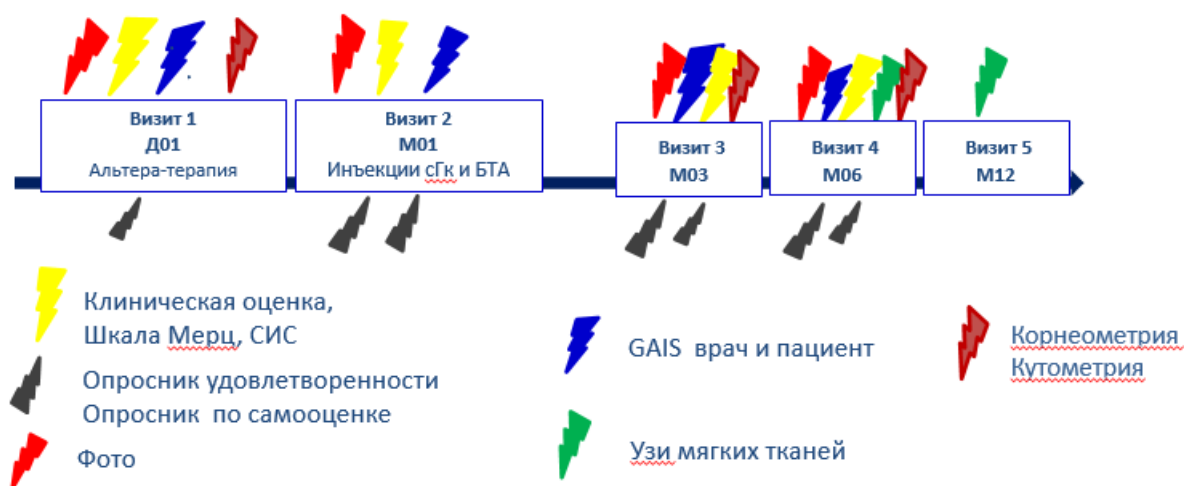 Визит 1
Д01
Альтера-терапия
Визит 2
М01
Инъекции сГк и БТА
Визит 3
М03
Визит 4
М06
Визит 5
М12
Клиническая оценка,
Шкала Мерц, СИС
Опросник удовлетворенности
Опросник по самооценке
Фото
GAIS врач и пациент
Узи мягких тканей
Корнеометрия
Кутометрия